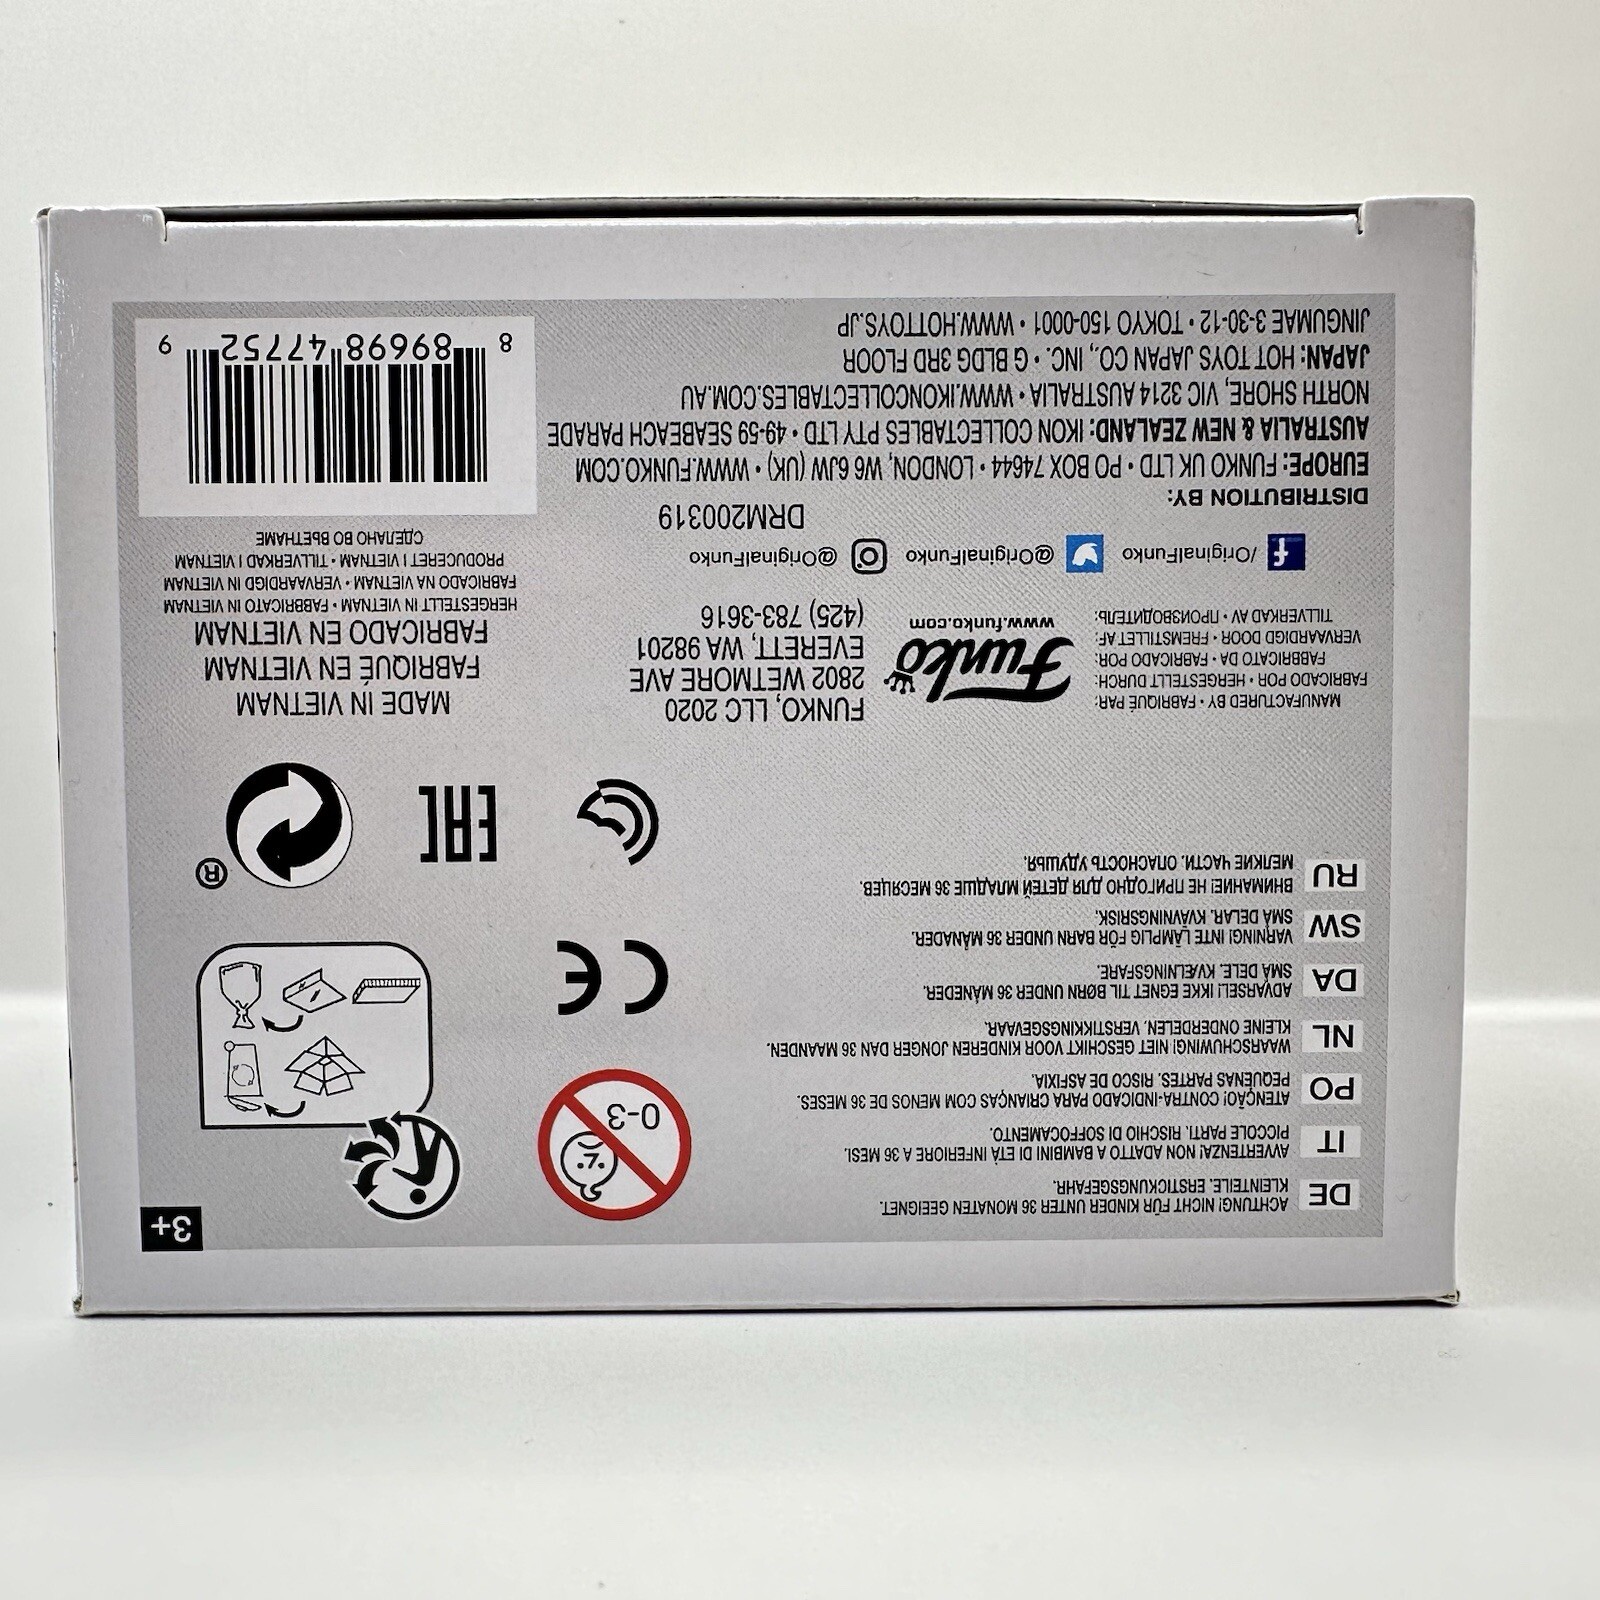 3+
DE
ACHTUNG! NICHT FÜR KINDER UNTER 36 MONATEN GEEIGNET.
KLEINTEILE. ERSTICKUNGSGEFAHR.
IT
AVVERTENZA! NON ADATTO A BAMBINI DI ETÀ INFERIORE A 36 MESI.
PICCOLE PARTI. RISCHIO DI SOFFOCAMENTO.
PO
ATENÇÃO! CONTRA-INDICADO PARA CRIANÇAS COM MENOS DE 36 MESES.
PEQUENAS PARTES. RISCO DE ASFIXIA.
NL
WAARSCHUWING! NIET GESCHIKT VOOR KINDEREN JONGER DAN 36 MAANDEN.
KLEINE ONDERDELEN. VERSTIKKINGSGEVAAR.
DA
ADVARSEL! IKKE EGNET TIL BØRN UNDER 36 MÅNEDER.
SMÅ DELE. KVÆLNINGSFARE.
SW
VARNING! INTE LÄMPLIG FÖR BARN UNDER 36 MÅNADER.
SMÅ DELAR. KVÄVNINGSRISK.
RU
ВНИМАНИЕ! НЕ ПРИГОДНО ДЛЯ ДЕТЕЙ МЛАДШЕ 36 МЕСЯЦЕВ.
МЕЛКИЕ ЧАСТИ. ОПАСНОСТЬ УДУШЬЯ.
0-3
CE
EAC
®
MANUFACTURED BY • FABRIQUÉ PAR:
FABRICADO POR • HERGESTELLT DURCH:
FABBRICATO DA • FABRICADO POR:
VERVAARDIGD DOOR • FREMSTILLET AF:
TILLVERKAD AV • ПРОИЗВОДИТЕЛЬ:
Funko
www.funko.com
FUNKO, LLC 2020
2802 WETMORE AVE
EVERETT, WA 98201
(425) 783-3616
/OriginalFunko
@OriginalFunko
@OriginalFunko
DRM200319
MADE IN VIETNAM
FABRIQUÉ EN VIETNAM
FABRICADO EN VIETNAM
HERGESTELLT IN VIETNAM • FABBRICATO IN VIETNAM
FABRICADO NA VIETNAM • VERVAARDIGD IN VIETNAM
PRODUCERET I VIETNAM • TILLVERKAD I VIETNAM
СДЕЛАНО ВО ВЬЕТНАМЕ
DISTRIBUTION BY:
EUROPE: FUNKO UK LTD • PO BOX 74644 • LONDON, W6 6JW (UK) • WWW.FUNKO.COM
AUSTRALIA & NEW ZEALAND: IKON COLLECTABLES PTY LTD • 49-59 SEABEACH PARADE
NORTH SHORE, VIC 3214 AUSTRALIA • WWW.IKONCOLLECTABLES.COM.AU
JAPAN: HOT TOYS JAPAN CO., INC. • G BLDG 3RD FLOOR
JINGUMAE 3-30-12 • TOKYO 150-0001 • WWW.HOTTOYS.JP
8 89698 47752 9